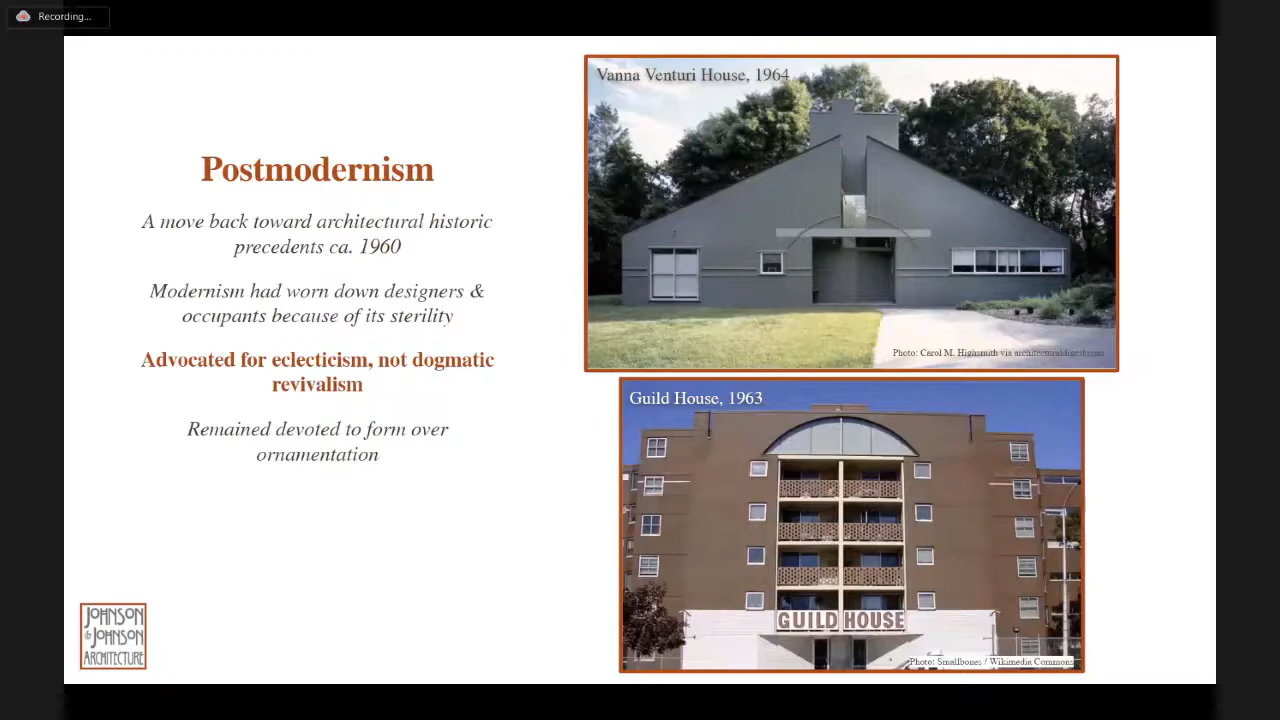 Recording...
Postmodernism
A move back toward architectural historic
precedents ca. 1960
Modernism had worn down designers &
occupants because of its sterility
Advocated for eclecticism, not dogmatic
revivalism
Remained devoted to form over
ornamentation
JOHNSON
& JOHNSON
ARCHITECTURE
Vanna Venturi House, 1964
Photo: Carol M. Highsmith via architecturaldigest.com
Guild House, 1963
GUILD HOUSE
Photo: Smallbones / Wikimedia Commons